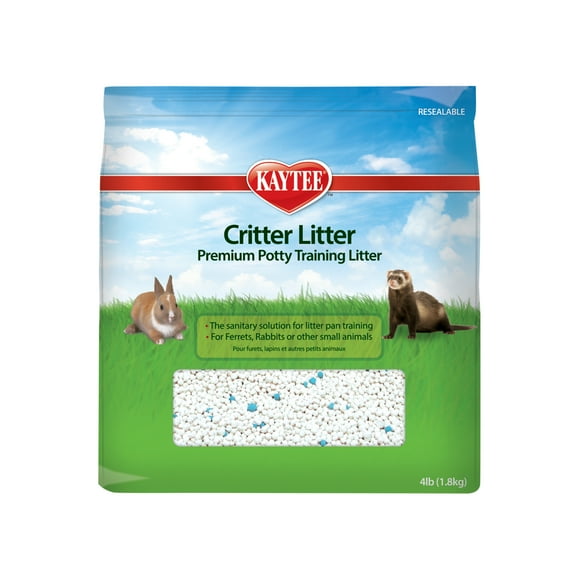 RESEALABLE
KAYTEE™
Critter Litter
Premium Potty Training Litter
• The sanitary solution for litter pan training
• For Ferrets, Rabbits or other small animals
Pour furets, lapins et autres petits animaux
4lb (1.8kg)